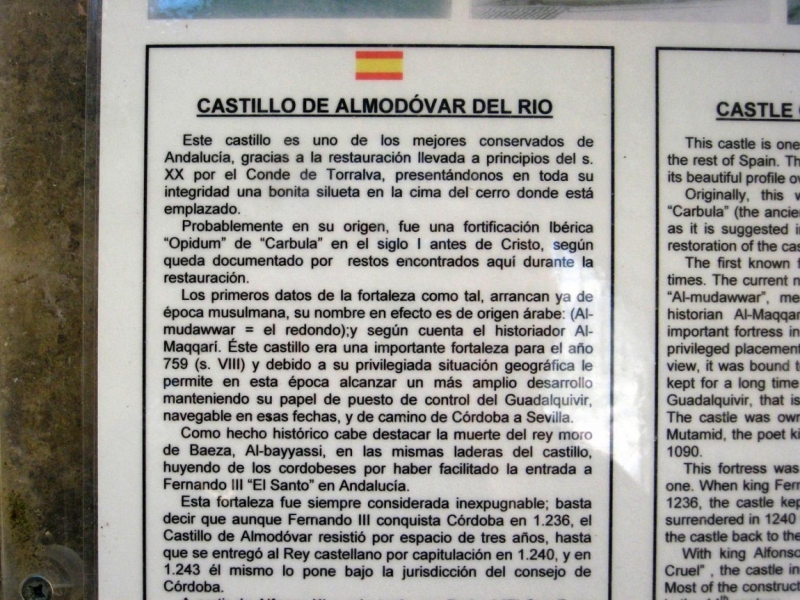 CASTILLO DE ALMODÓVAR DEL RIO
Este castillo es uno de los mejores conservados de
Andalucía, gracias a la restauración llevada a principios del s.
XX por el Conde de Torralva, presentándonos en toda su
integridad una bonita silueta en la cima del cerro donde está
emplazado.
Probablemente en su origen, fue una fortificación Ibérica
“Opidum” de “Carbula” en el siglo I antes de Cristo, según
queda documentado por restos encontrados aquí durante la
restauración.
Los primeros datos de la fortaleza como tal, arrancan ya de
época musulmana, su nombre en efecto es de origen árabe: (Al-
mudawwar = el redondo);y según cuenta el historiador Al-
Maqqarí. Éste castillo era una importante fortaleza para el año
759 (s. VIII) y debido a su privilegiada situación geográfica le
permite en esta época alcanzar un más amplio desarrollo
manteniendo su papel de puesto de control del Guadalquivir,
navegable en esas fechas, y de camino de Córdoba a Sevilla.
Como hecho histórico cabe destacar la muerte del rey moro
de Baeza, Al-bayyassi, en las mismas laderas del castillo,
huyendo de los cordobeses por haber facilitado la entrada a
Fernando III “El Santo” en Andalucía.
Esta fortaleza fue siempre considerada inexpugnable; basta
decir que aunque Fernando III conquista Córdoba en 1.236, el
Castillo de Almodóvar resistió por espacio de tres años, hasta
que se entregó al Rey castellano por capitulación en 1.240, y en
1.243 él mismo lo pone bajo la jurisdicción del consejo de
Córdoba.
CASTLE
This castle is one
the rest of Spain.
its beautiful profile
Originally, this
“Carbula” (the
as it is suggested
restoration of the
The first known
times. The current
“Al-mudawwar”,
historian Al-Maqqar
important fortress in
privileged placement
view, it was bound
kept for a long time
Guadalquivir, that is
The castle was
Mutamid, the poet
1090.
This fortress was
one. When king
1236, the castle
surrendered in 1240
the castle back to the
With king Alfonso
Cruel” , the castle in
Most of the